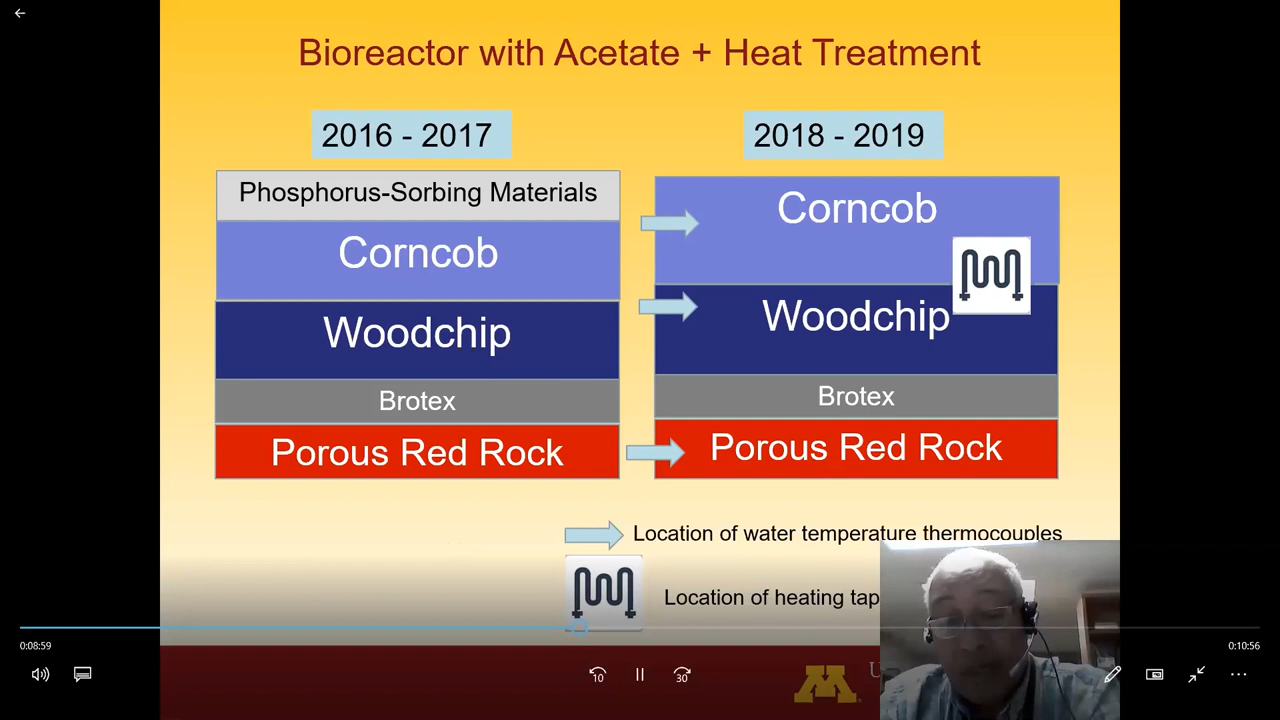 Bioreactor with Acetate + Heat Treatment
2016 - 2017
2018 - 2019
Phosphorus-Sorbing Materials
Corncob
Woodchip
Brotex
Porous Red Rock
Corncob
Woodchip
Brotex
Porous Red Rock
Location of water temperature thermocouples
Location of heating
0:08:59
0:10:56
10
30
M